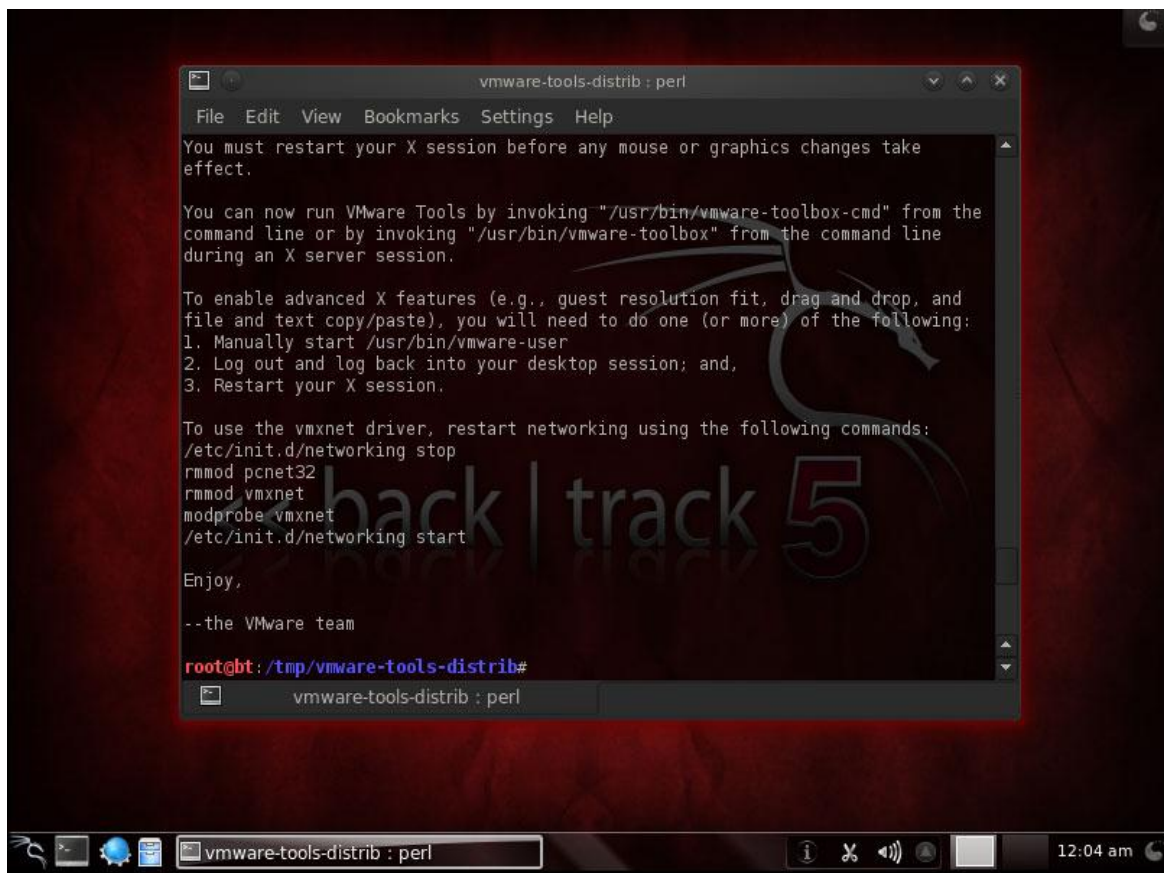 vmware-tools-distrib : perl
File Edit View Bookmarks Settings Help
You must restart your X session before any mouse or graphics changes take
effect.
You can now run VMware Tools by invoking "/usr/bin/vmware-toolbox-cmd" from the
command line or by invoking "/usr/bin/vmware-toolbox" from the command line
during an X server session.
To enable advanced X features (e.g., guest resolution fit, drag and drop, and
file and text copy/paste), you will need to do one (or more) of the following:
1. Manually start /usr/bin/vmware-user
2. Log out and log back into your desktop session; and,
3. Restart your X session.
To use the vmxnet driver, restart networking using the following commands:
/etc/init.d/networking stop
rmmod pcnet32
rmmod vmxnet
modprobe vmxnet
/etc/init.d/networking start
<< back | track 5
Enjoy,
--the VMware team
root@bt:/tmp/vmware-tools-distrib#
vmware-tools-distrib : perl
vmware-tools-distrib : perl
12:04 am